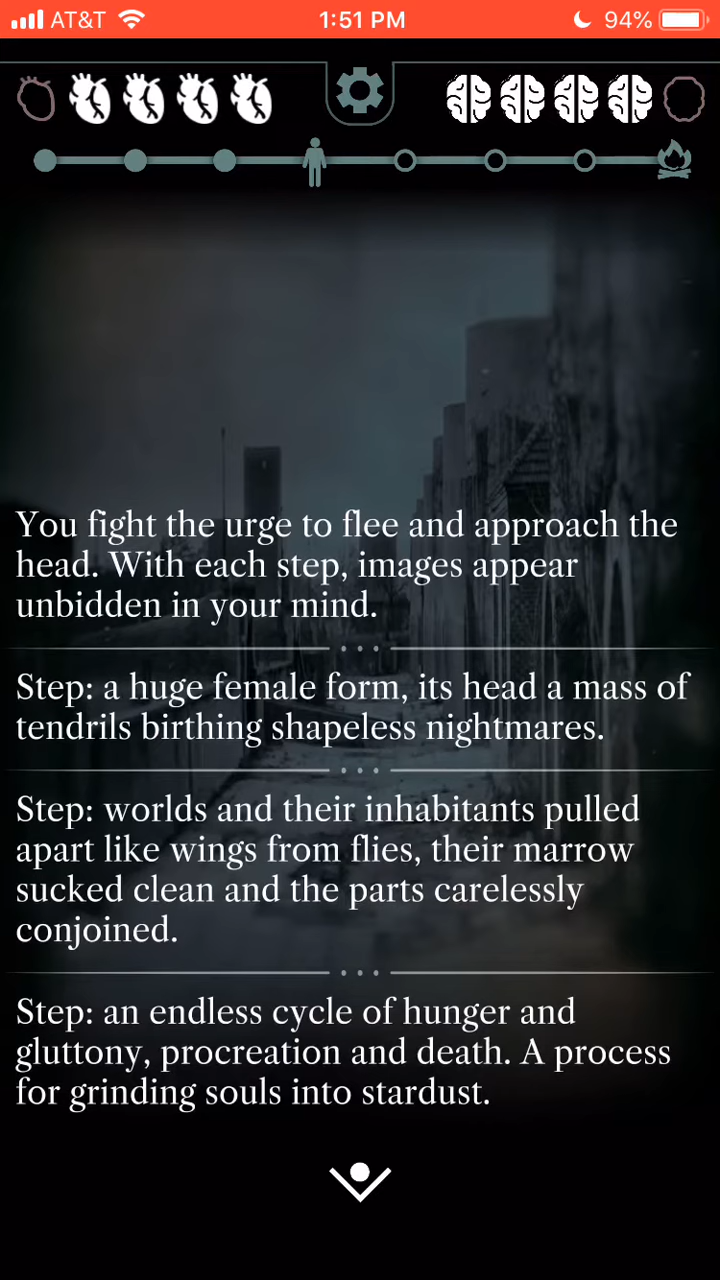 AT&T
1:51 PM
94%
You fight the urge to flee and approach the
head. With each step, images appear
unbidden in your mind.
Step: a huge female form, its head a mass of
tendrils birthing shapeless nightmares.
Step: worlds and their inhabitants pulled
apart like wings from flies, their marrow
sucked clean and the parts carelessly
conjoined.
Step: an endless cycle of hunger and
gluttony, procreation and death. A process
for grinding souls into stardust.